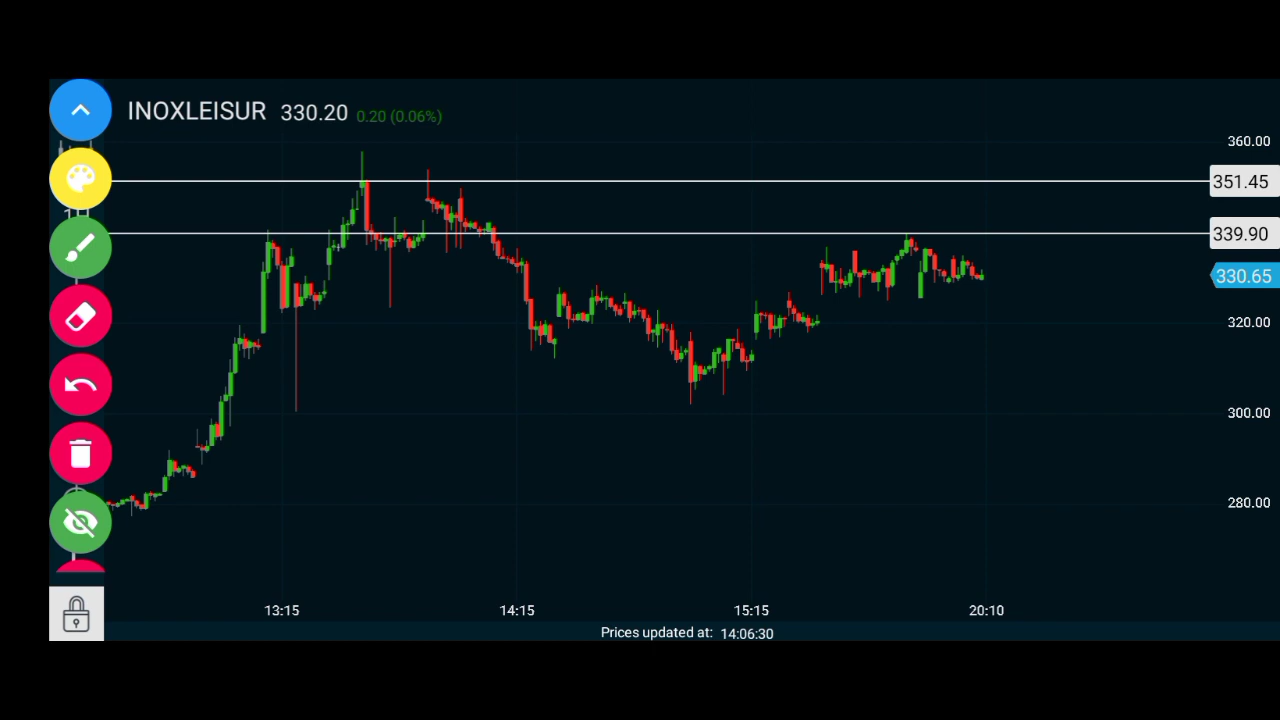 INOXLEISUR 330.20 0.20 (0.06%)
360.00
351.45
339.90
330.65
320.00
300.00
280.00
13:15 14:15 15:15 20:10
Prices updated at: 14:06:30